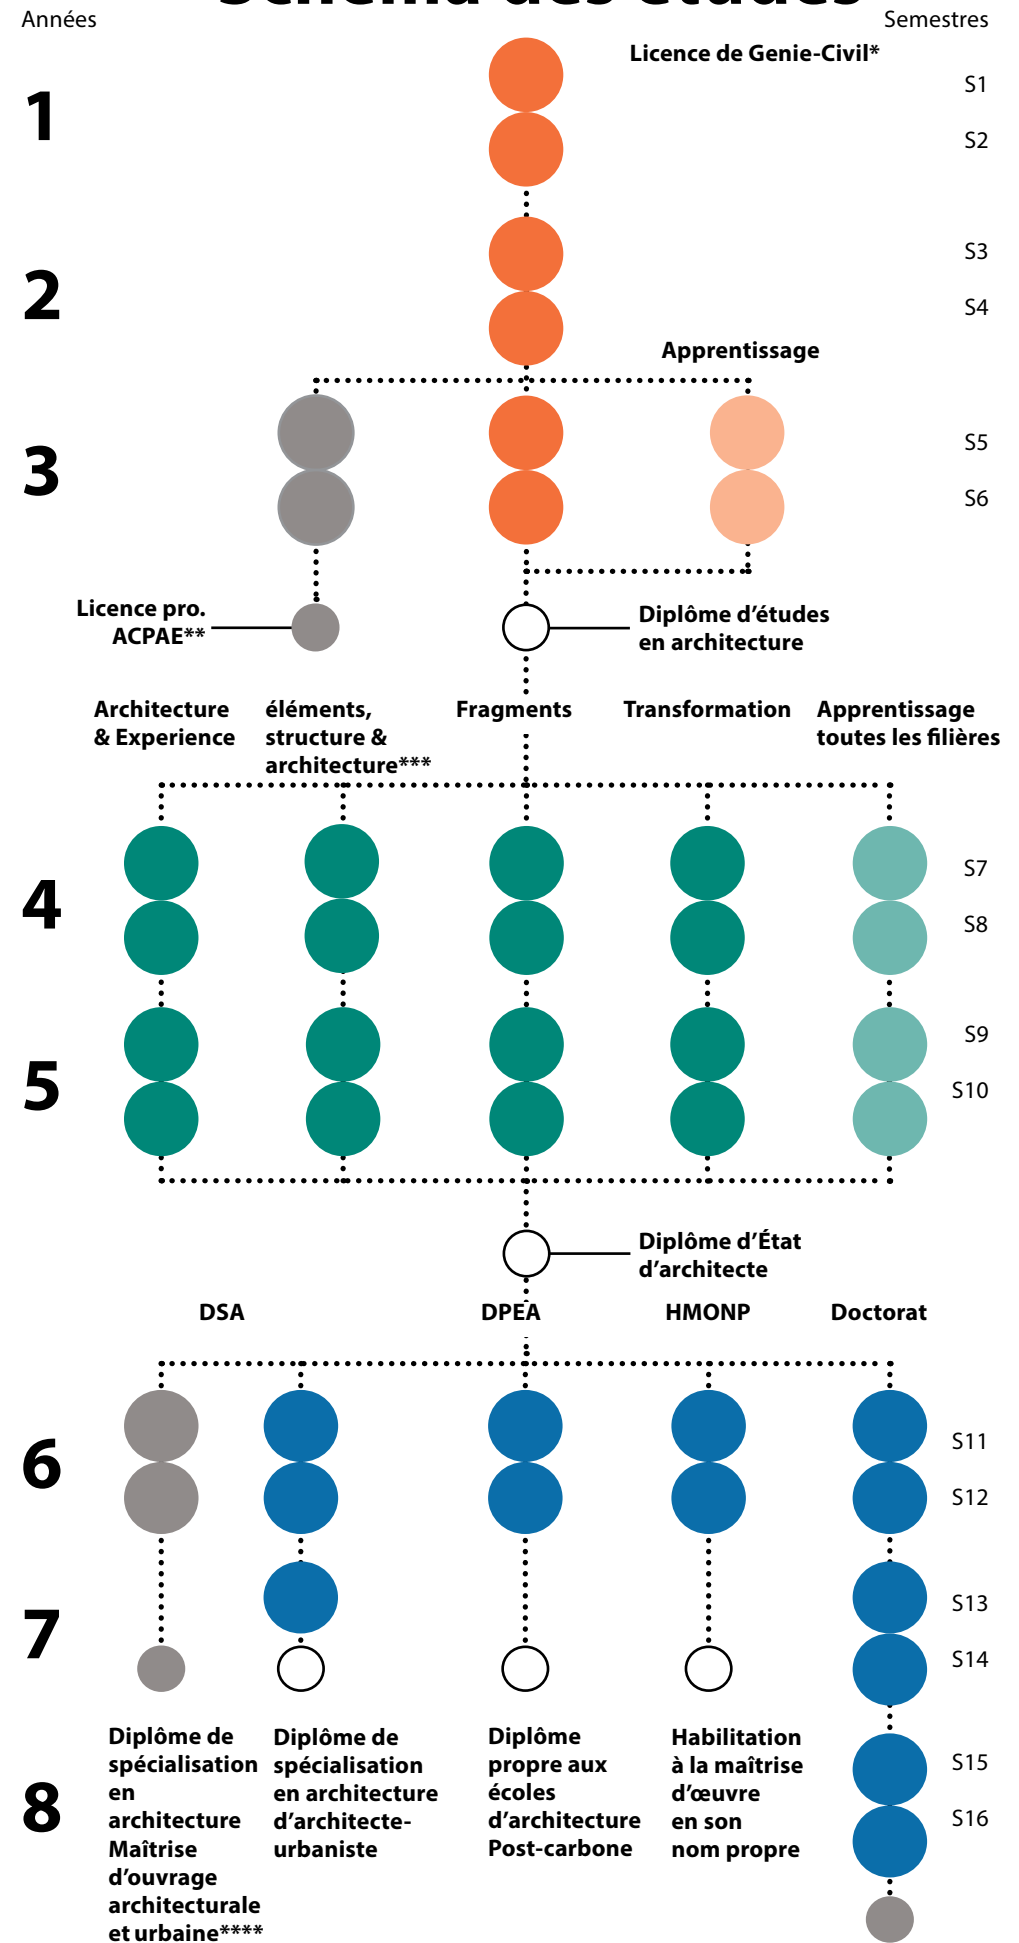 Schéma des études
Années
Semestres
Licence de Genie-Civil*
1
S1
S2
2
S3
S4
Apprentissage
3
S5
S6
Licence pro.
ACPAE**
Diplôme d’études
en architecture
Architecture
& Experience
éléments,
structure &
architecture***
Fragments
Transformation
Apprentissage
toutes les filières
4
S7
S8
5
S9
S10
Diplôme d’État
d’architecte
DSA
DPEA
HMONP
Doctorat
6
S11
S12
7
S13
S14
8
S15
S16
Diplôme de
spécialisation
en
architecture
Maîtrise
d’ouvrage
architecturale
et urbaine****
Diplôme de
spécialisation
en architecture
d’architecte-
urbaniste
Diplôme
propre aux
écoles
d’architecture
Post-carbone
Habilitation
à la maîtrise
d’œuvre
en son
nom propre